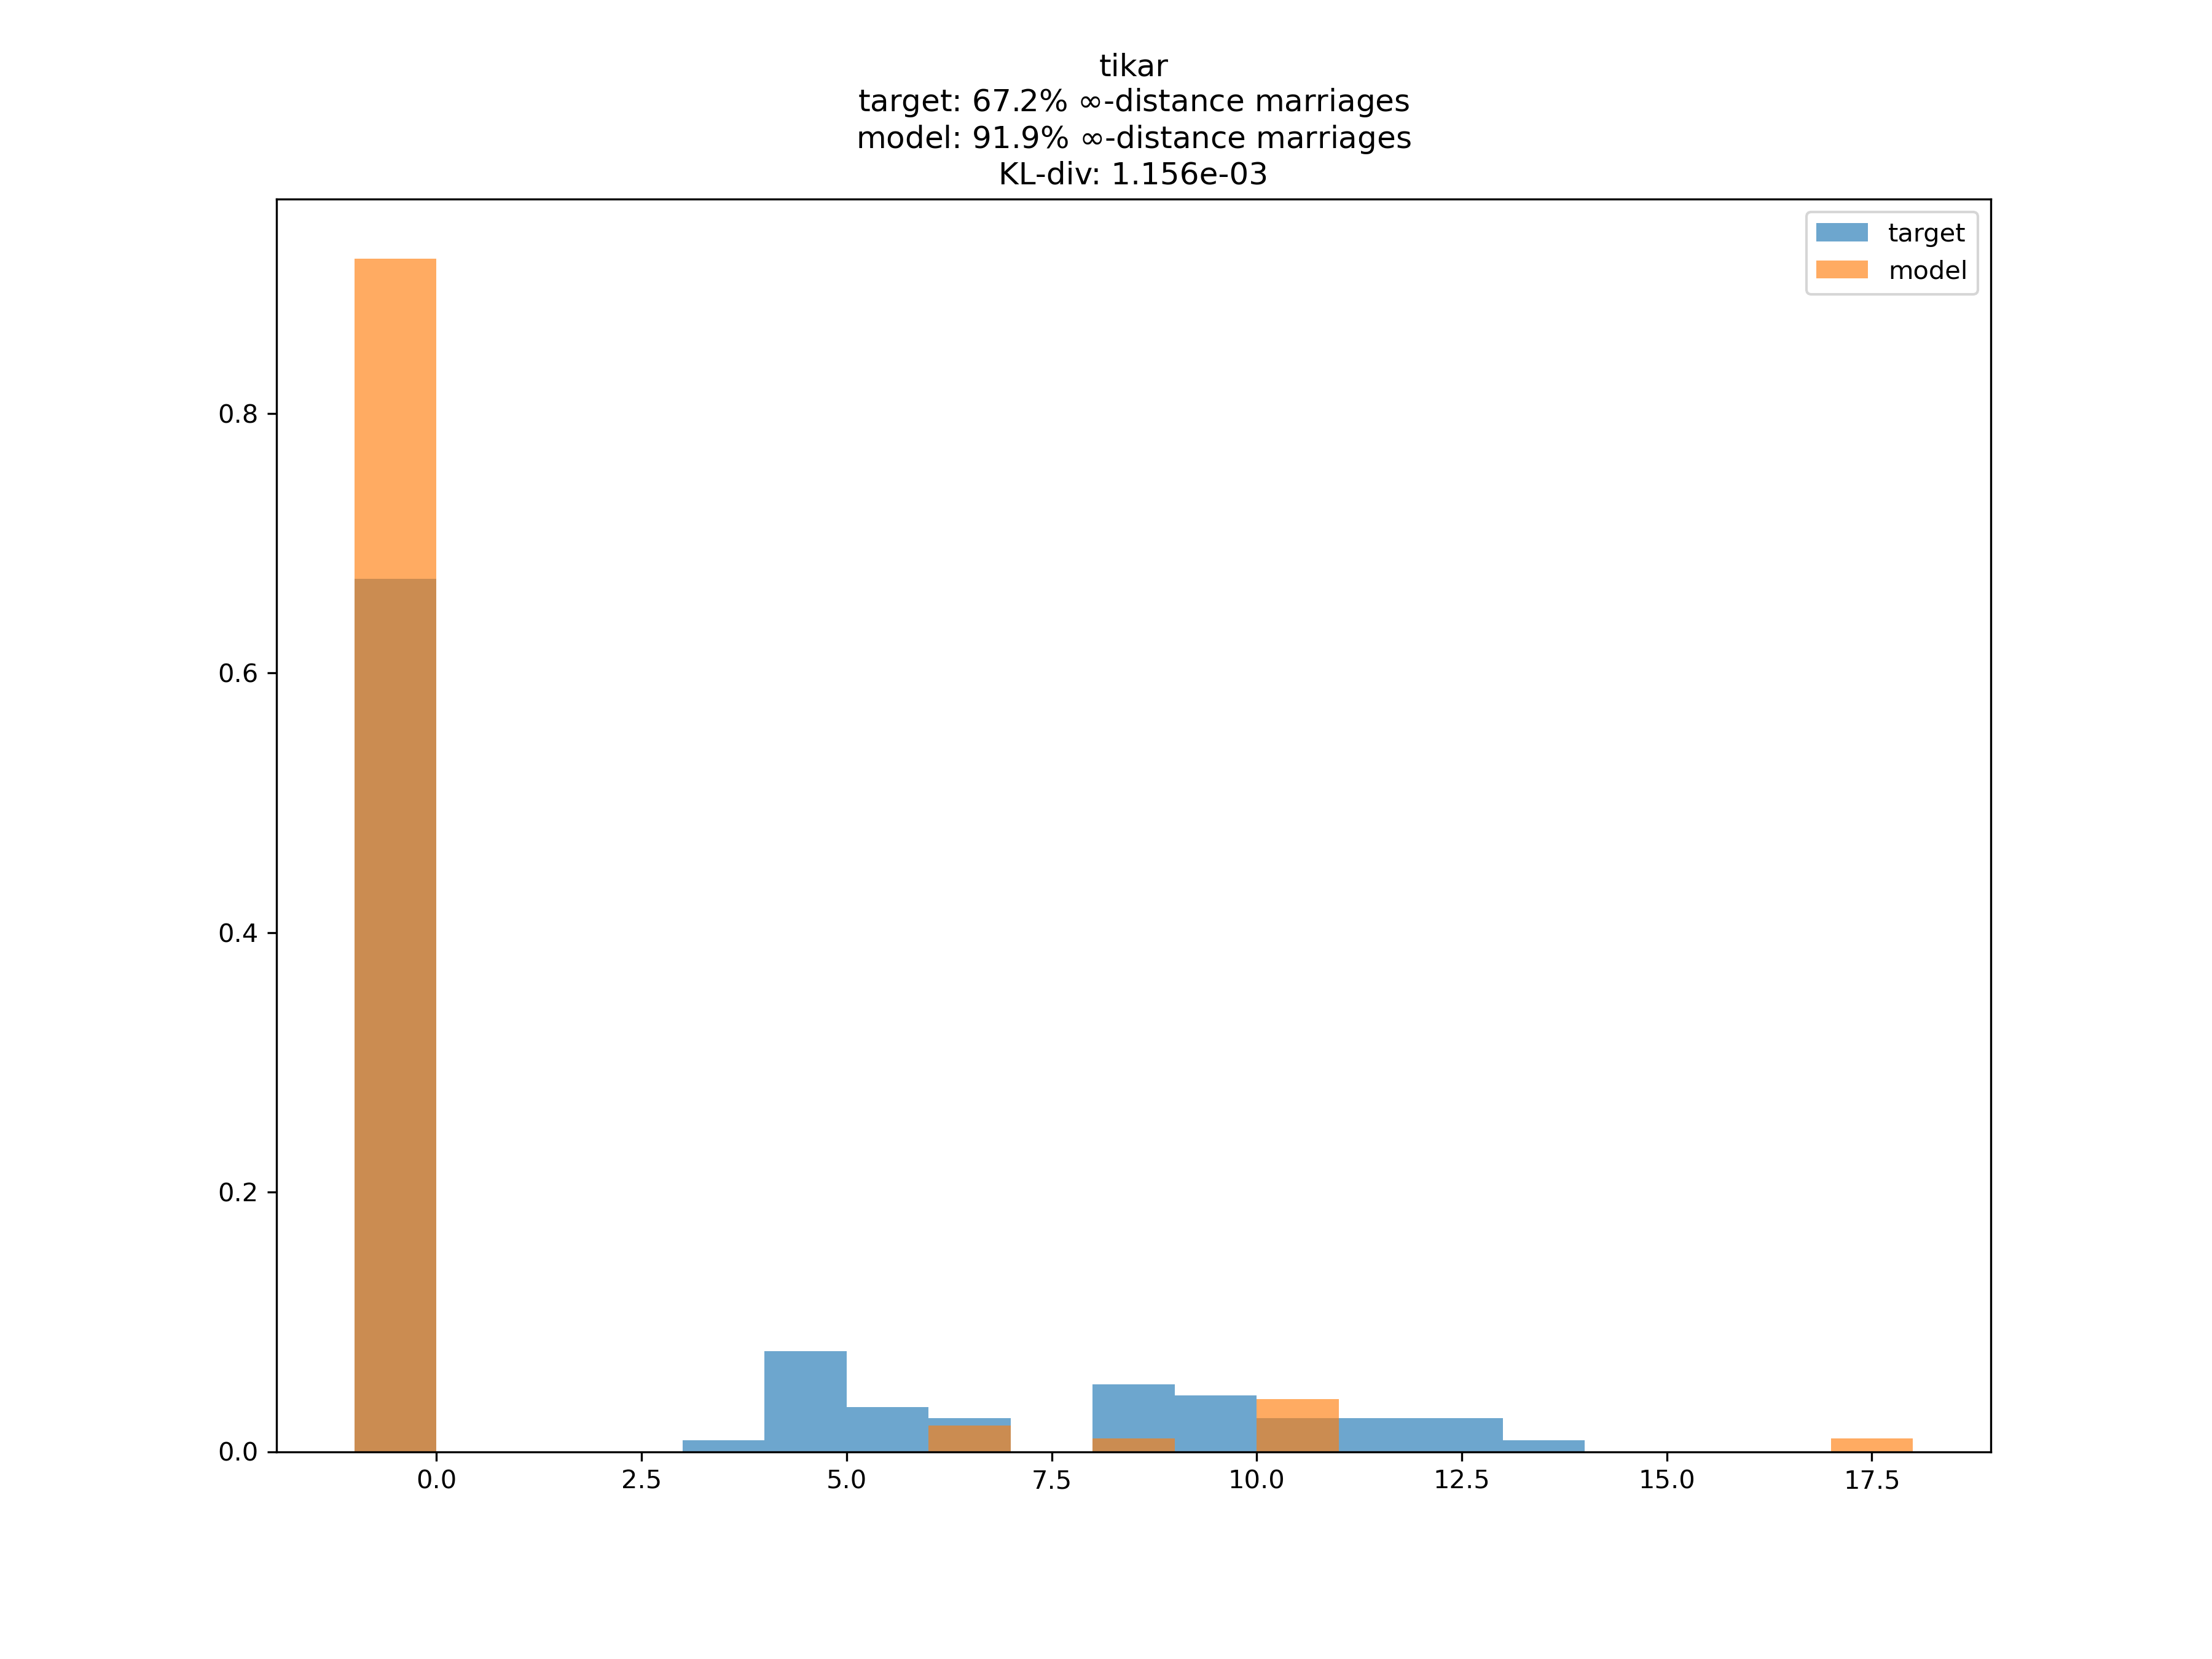 tikar
target: 67.2% ∞-distance marriages
model: 91.9% ∞-distance marriages
KL-div: 1.156e-03
target
model
0.8
0.6
0.4
0.2
0.0
0.0 2.5 5.0 7.5 10.0 12.5 15.0 17.5